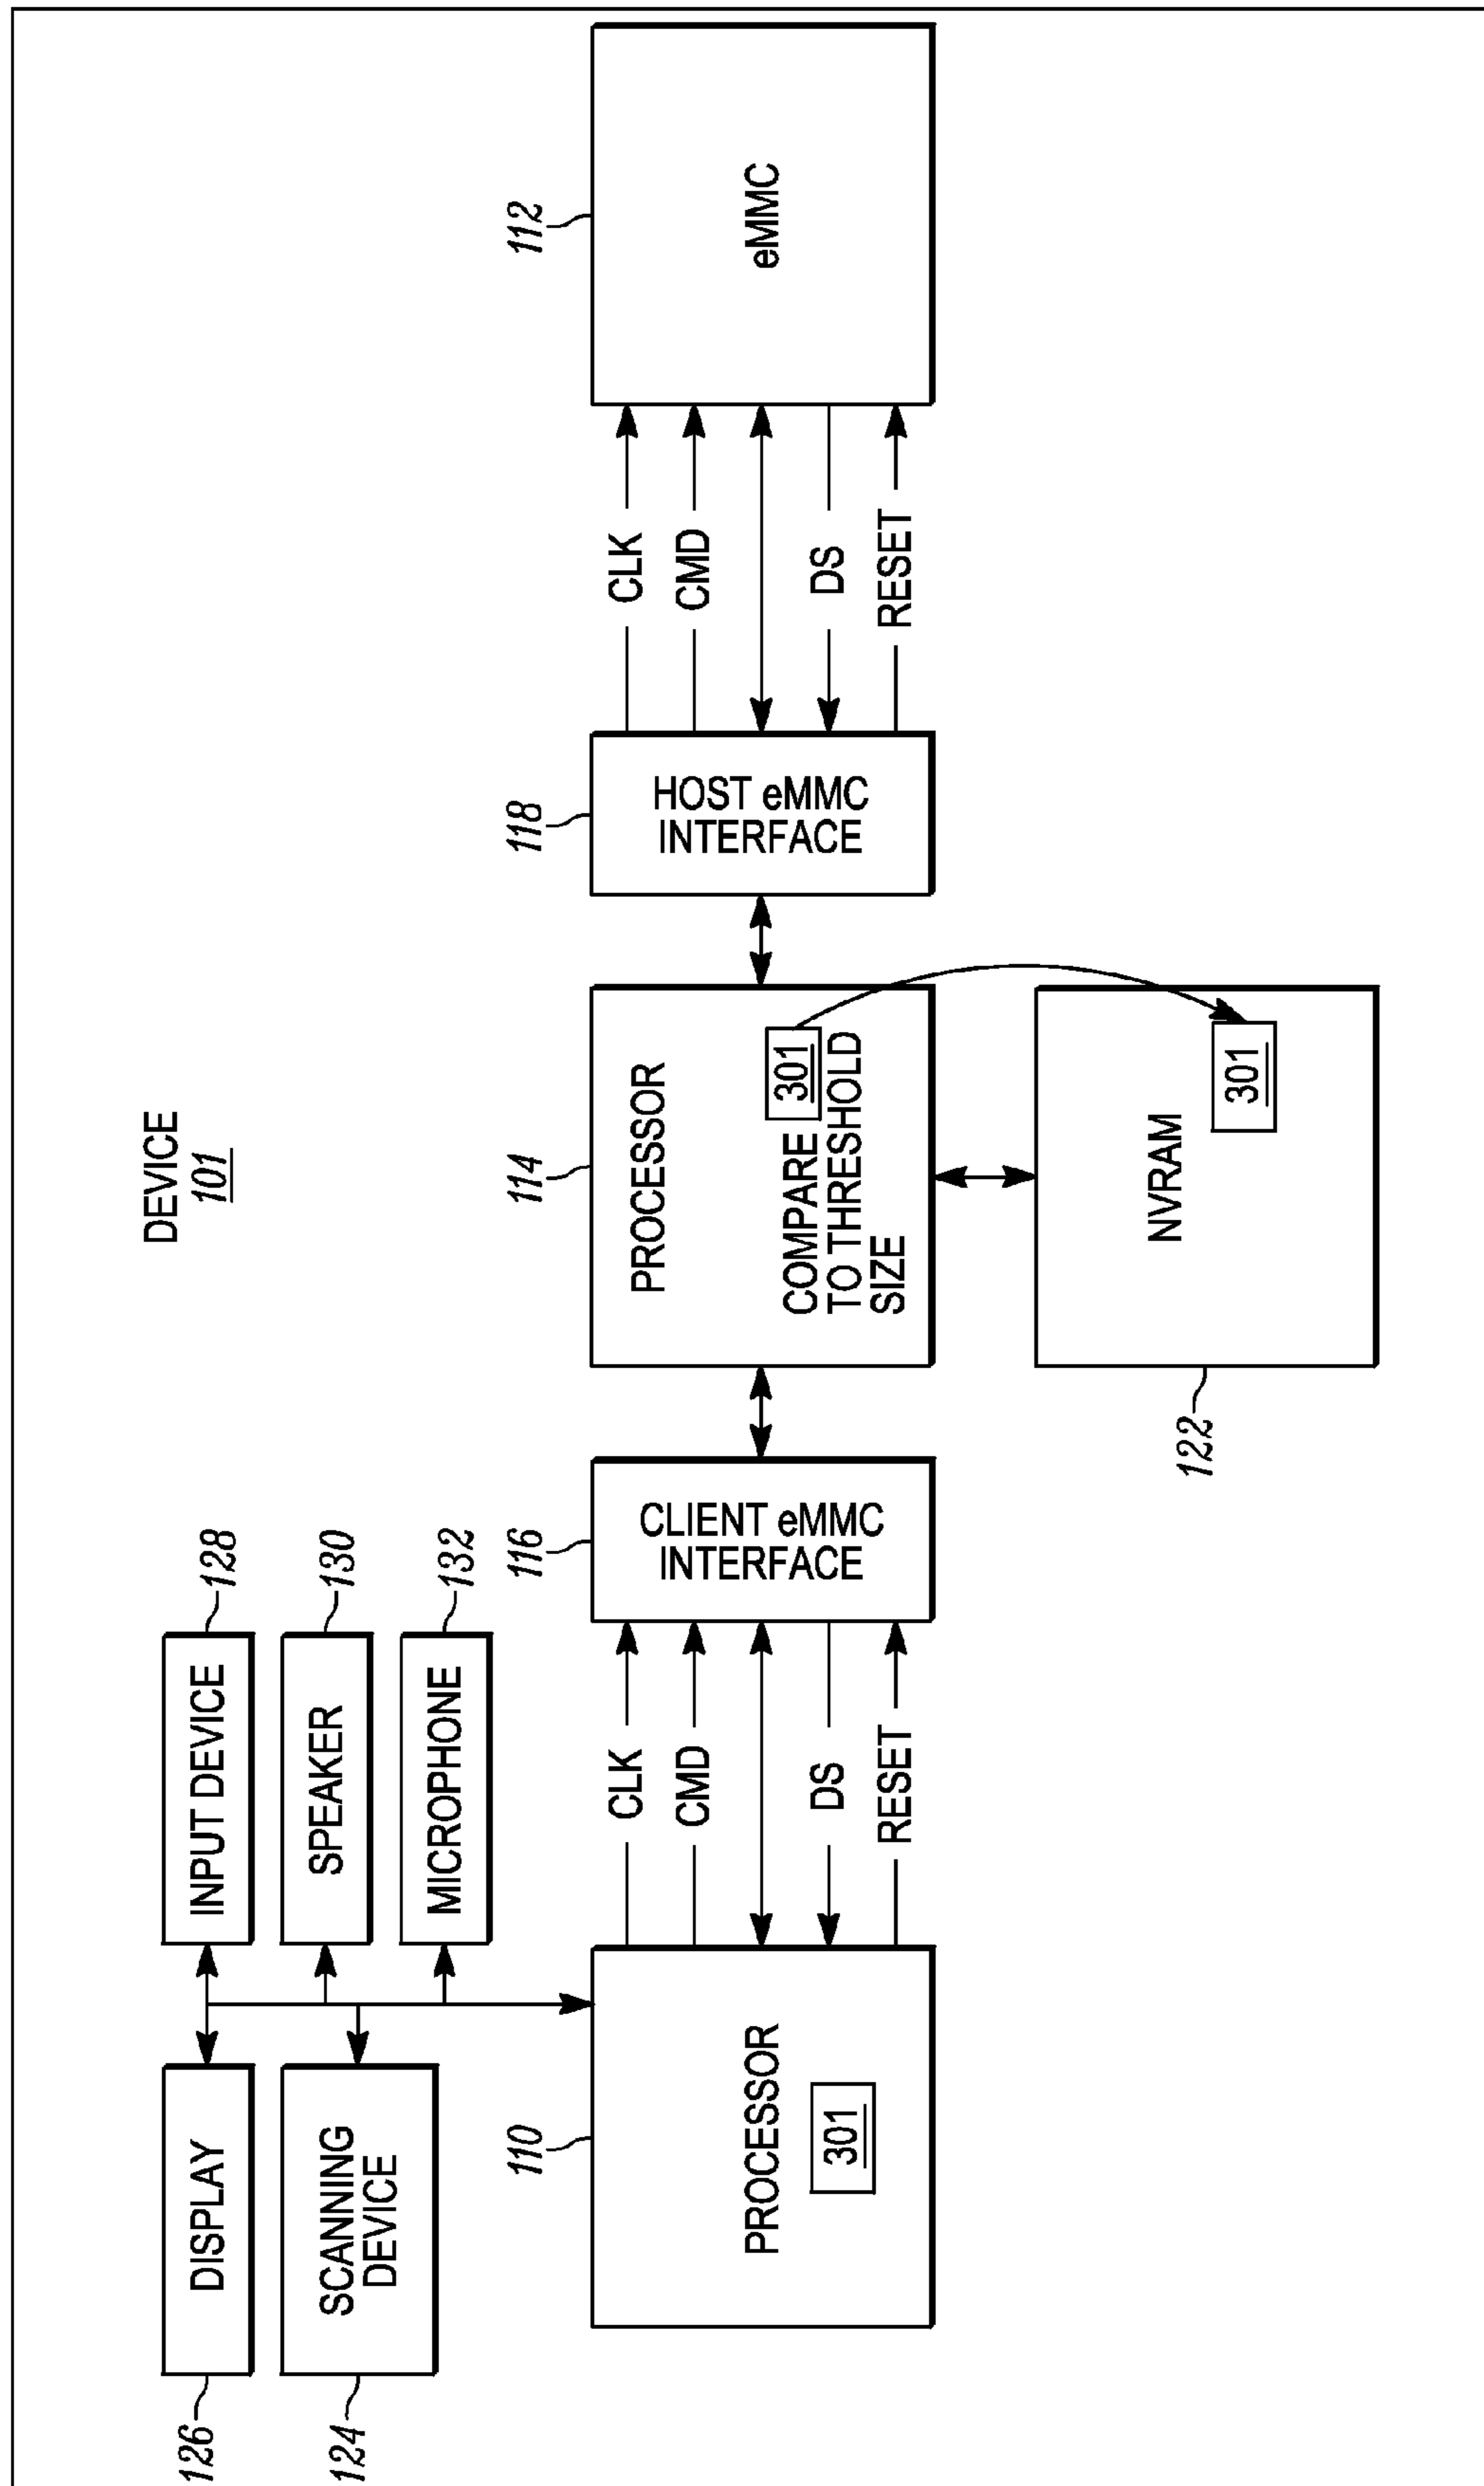 DEVICE
101
126
DISPLAY
INPUT DEVICE
128
124
SCANNING
DEVICE
SPEAKER
130
MICROPHONE
132
110
PROCESSOR
301
CLK
CMD
DS
RESET
116
CLIENT eMMC
INTERFACE
114
PROCESSOR
COMPARE 301
TO THRESHOLD
SIZE
118
HOST eMMC
INTERFACE
CLK
CMD
DS
RESET
112
eMMC
122
NVRAM
301